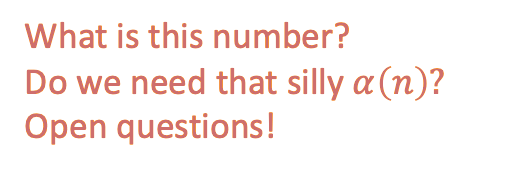 What is this number?
Do we need that silly α(n)?
Open questions!